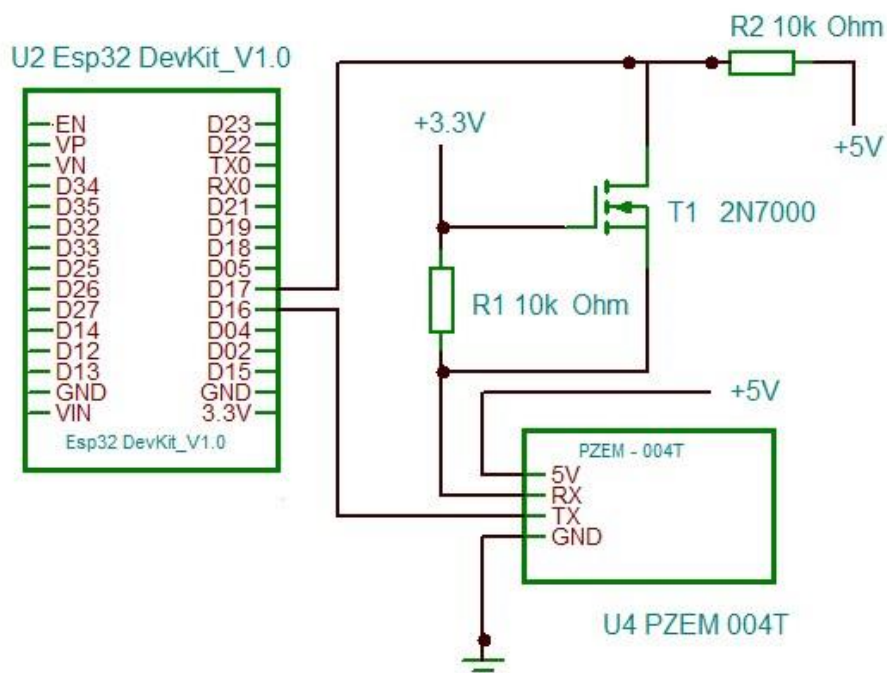 R2 10k Ohm
U2 Esp32 DevKit_V1.0
+3.3V
+5V
EN D23
VP D22
VN TX0
D34 RX0
D35 D21
D32 D19
D33 D18
D25 D05
D26 D17
D27 D16
D14 D04
D12 D02
D13 D15
GND GND
VIN 3.3V
Esp32 DevKit_V1.0
T1 2N7000
R1 10k Ohm
+5V
PZEM - 004T
5V
RX
TX
GND
U4 PZEM 004T